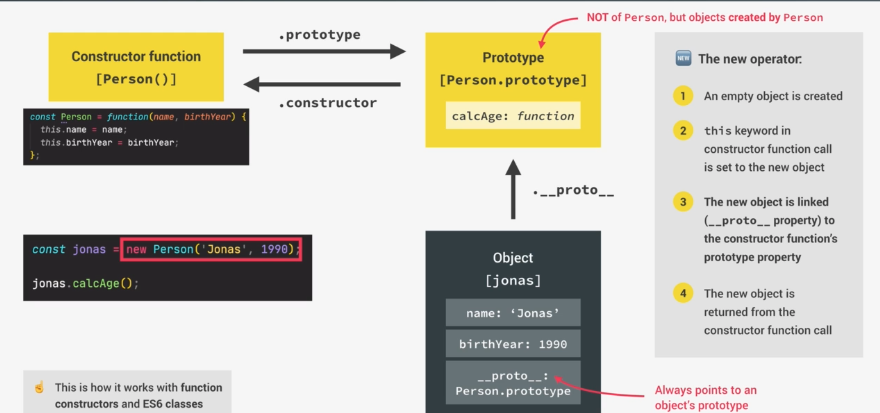 NOT of Person, but objects created by Person
.prototype
Constructor function
[Person()]
.constructor
Prototype
[Person.prototype]
calcAge: function
const Person = function(name, birthYear) {
this.name = name;
this.birthYear = birthYear;
};
.__proto__
const jonas = new Person('Jonas', 1990);
jonas.calcAge();
Object
[jonas]
name: ‘Jonas’
birthYear: 1990
__proto__:
Person.prototype
Always points to an
object’s prototype
☝ This is how it works with function
constructors and ES6 classes
NEW The new operator:
1 An empty object is created
2 this keyword in
constructor function call
is set to the new object
3 The new object is linked
(__proto__ property) to
the constructor function’s
prototype property
4 The new object is
returned from the
constructor function call